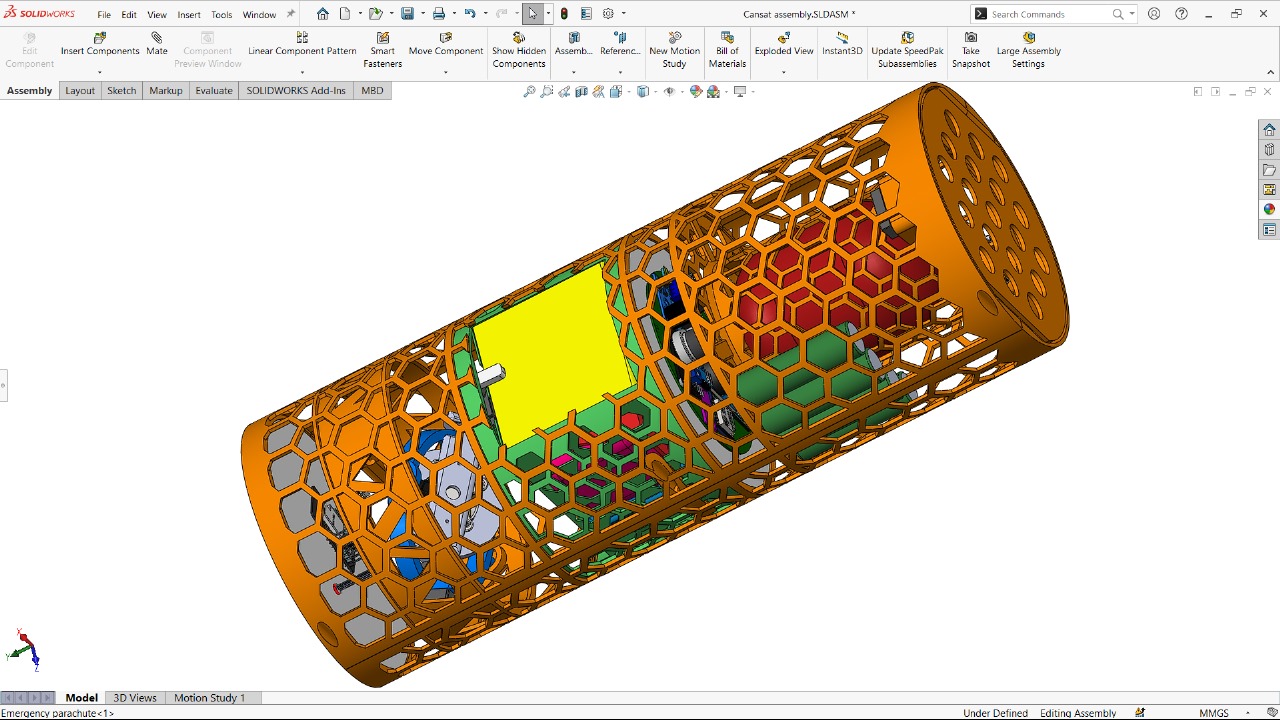 SOLIDWORKS File Edit View Insert Tools Window Cansat assembly.SLDASM * Search Commands
Edit Component
Insert Components
Mate
Component Preview Window
Linear Component Pattern
Smart Fasteners
Move Component
Show Hidden Components
Assemb...
Referenc...
New Motion Study
Bill of Materials
Exploded View
Instant3D
Update SpeedPak Subassemblies
Take Snapshot
Large Assembly Settings
Assembly Layout Sketch Markup Evaluate SOLIDWORKS Add-Ins MBD
X
Y
Z
Model 3D Views Motion Study 1
Emergency parachute<1> Under Defined Editing Assembly MMGS